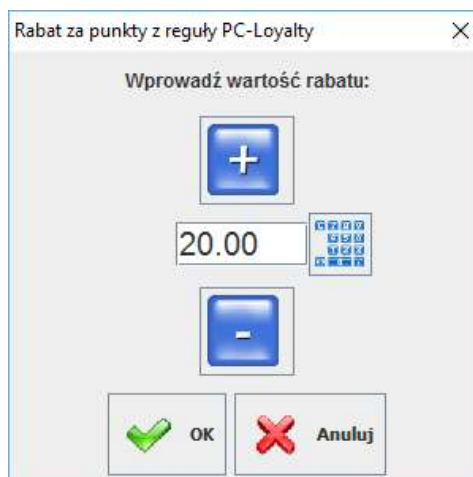 Rabat za punkty z reguły PC-Loyalty
Wprowadź wartość rabatu:
+
20.00
-
OK Anuluj